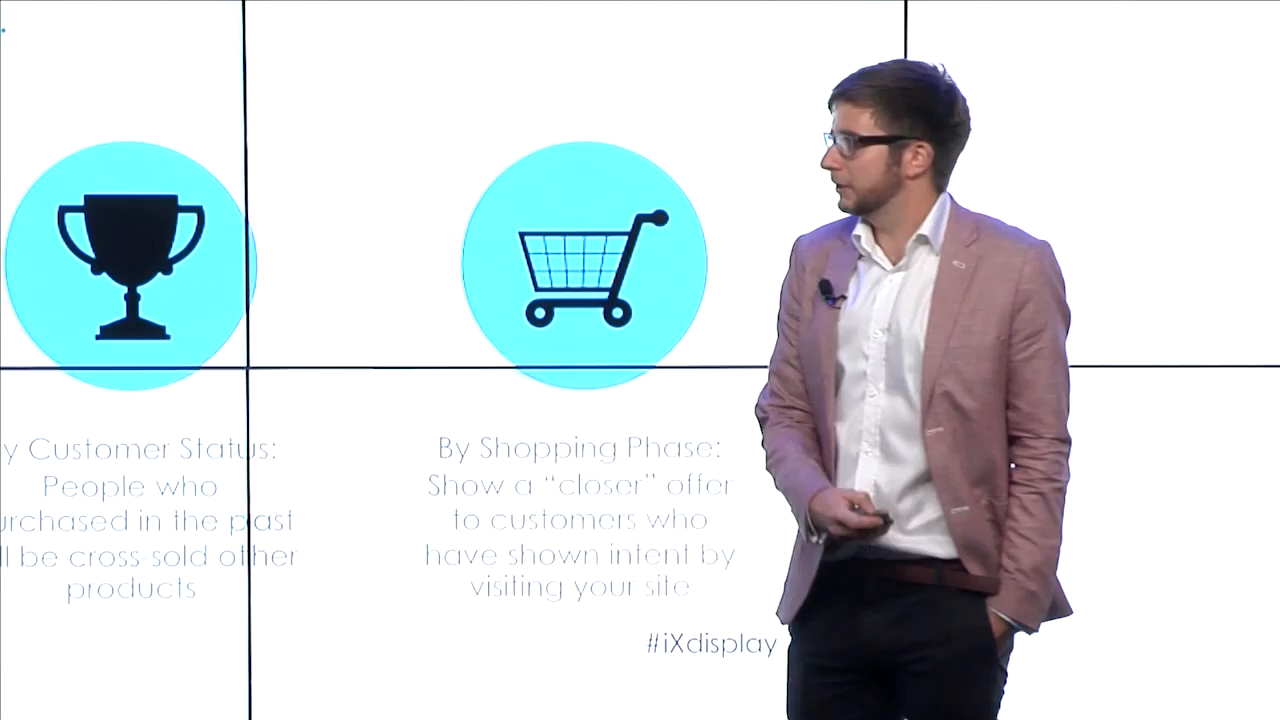 y Customer Status:
People who
urchased in the past
ll be cross-sold other
products
By Shopping Phase:
Show a “closer” offer
to customers who
have shown intent by
visiting your site
#iXdisplay